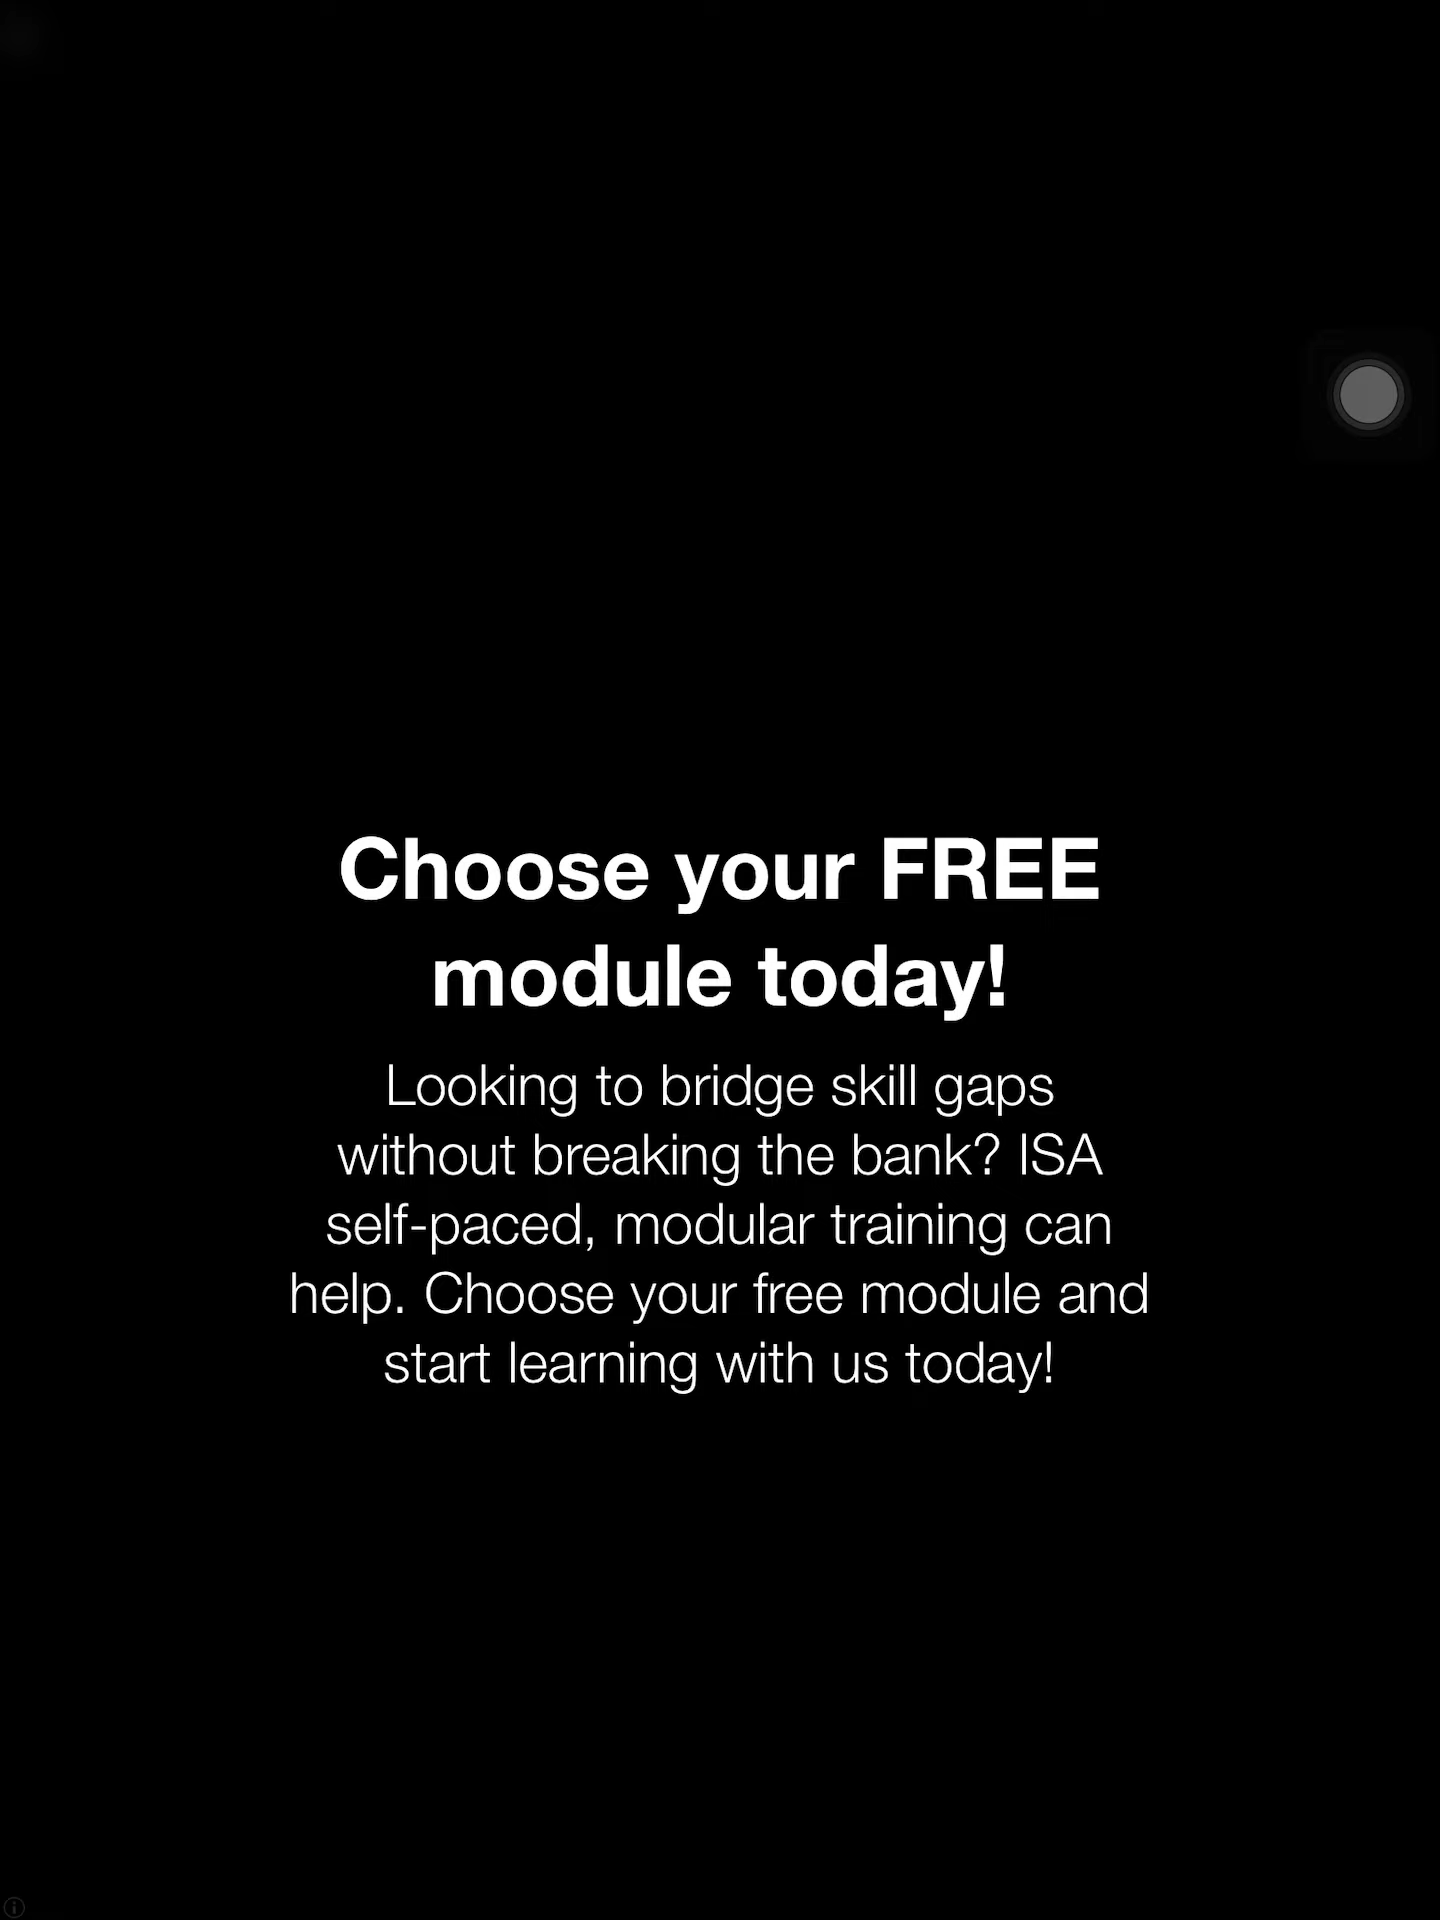 Choose your FREE
module today!
Looking to bridge skill gaps
without breaking the bank? ISA
self-paced, modular training can
help. Choose your free module and
start learning with us today!